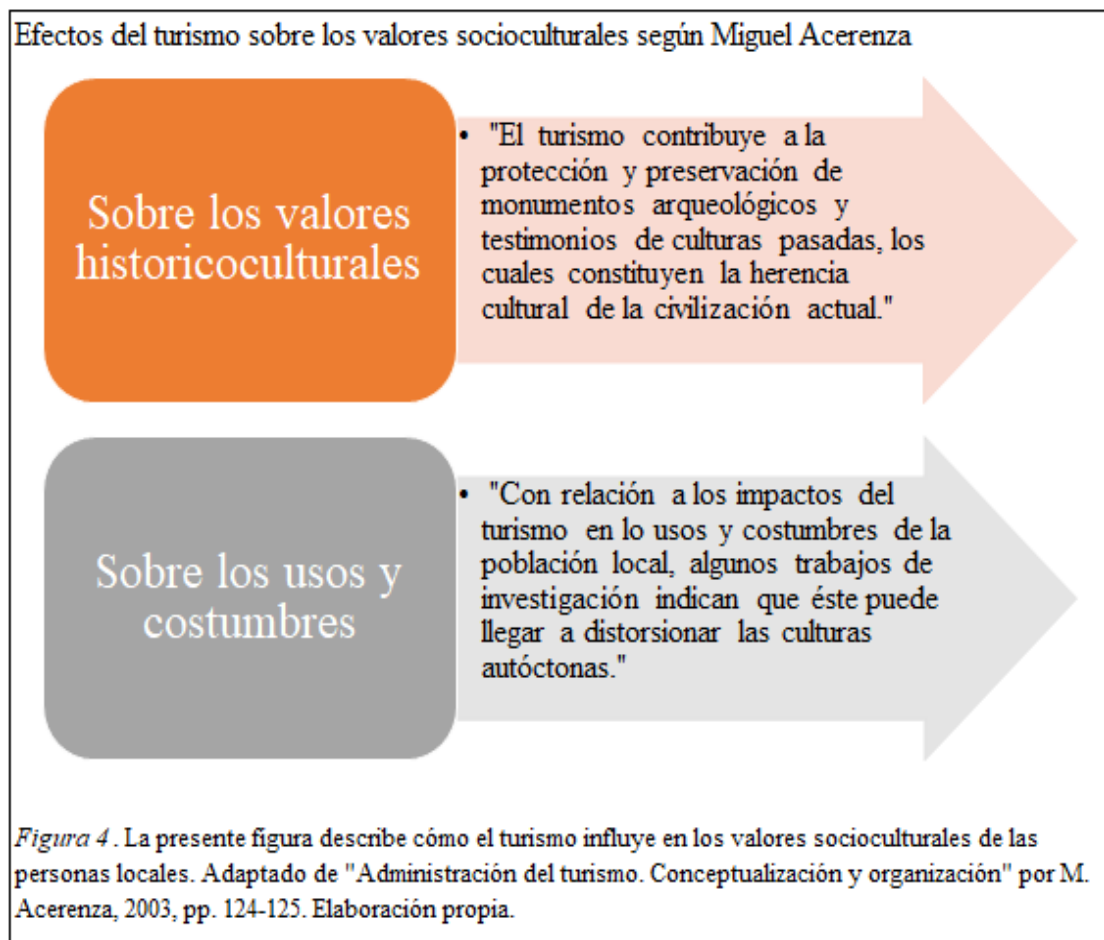 Efectos del turismo sobre los valores socioculturales según Miguel Acerenza
Sobre los valores
historicoculturales
• "El turismo contribuye a la
protección y preservación de
monumentos arqueológicos y
testimonios de culturas pasadas, los
cuales constituyen la herencia
cultural de la civilización actual."
Sobre los usos y
costumbres
• "Con relación a los impactos del
turismo en lo usos y costumbres de la
población local, algunos trabajos de
investigación indican que éste puede
llegar a distorsionar las culturas
autóctonas."
Figura 4. La presente figura describe cómo el turismo influye en los valores socioculturales de las
personas locales. Adaptado de "Administración del turismo. Conceptualización y organización" por M.
Acerenza, 2003, pp. 124-125. Elaboración propia.